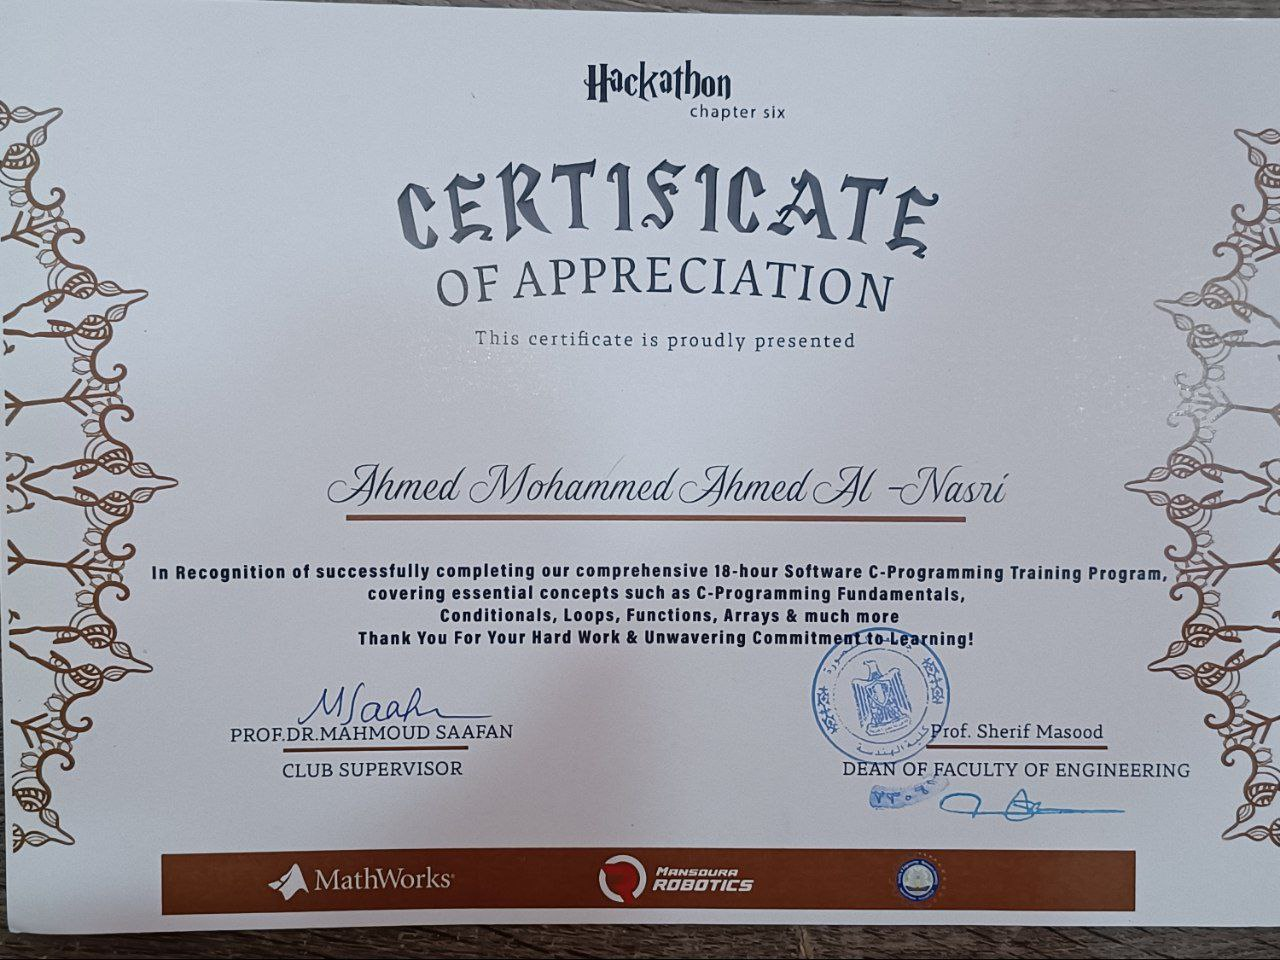 Hackathon
chapter six
CERTIFICATE
OF APPRECIATION
This certificate is proudly presented
Ahmed Mohammed Ahmed Al -Nasri
In Recognition of successfully completing our comprehensive 18-hour Software C-Programming Training Program,
covering essential concepts such as C-Programming Fundamentals,
Conditionals, Loops, Functions, Arrays & much more
Thank You For Your Hard Work & Unwavering Commitment to Learning!
MSaafan
PROF.DR.MAHMOUD SAAFAN
CLUB SUPERVISOR
كلية الهندسة
Prof. Sherif Masood
DEAN OF FACULTY OF ENGINEERING
MathWorks
MANSOURA
ROBOTICS